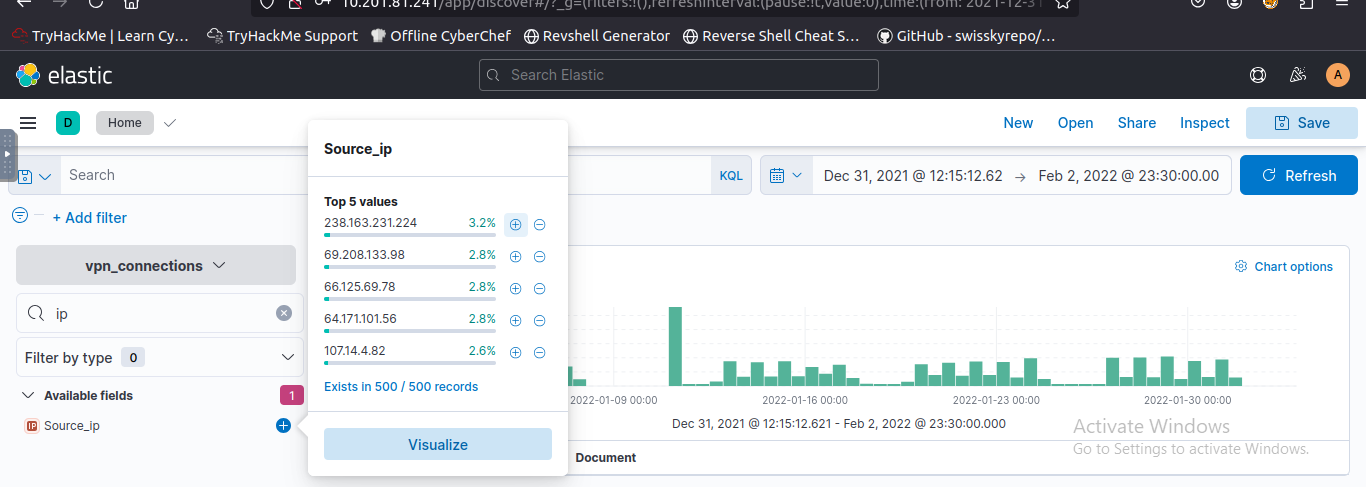 10.201.81.241/app/discover#/?_g=(filters:!(),refreshInterval:(pause:!t,value:0),time:(from:'2021-12-31
TryHackMe | Learn Cy… TryHackMe Support Offline CyberChef Revshell Generator Reverse Shell Cheat S… GitHub - swisskyrepo/…
elastic Search Elastic A
D Home New Open Share Inspect Save
Search KQL Dec 31, 2021 @ 12:15:12.62 → Feb 2, 2022 @ 23:30:00.00 Refresh
+ Add filter
vpn_connections
ip
Filter by type 0
Available fields 1
IP Source_ip
Source_ip
Top 5 values
238.163.231.224 3.2%
69.208.133.98 2.8%
66.125.69.78 2.8%
64.171.101.56 2.8%
107.14.4.82 2.6%
Exists in 500 / 500 records
Visualize
Chart options
2022-01-09 00:00 2022-01-16 00:00 2022-01-23 00:00 2022-01-30 00:00
Dec 31, 2021 @ 12:15:12.621 - Feb 2, 2022 @ 23:30:00.000
Document
Activate Windows
Go to Settings to activate Windows.